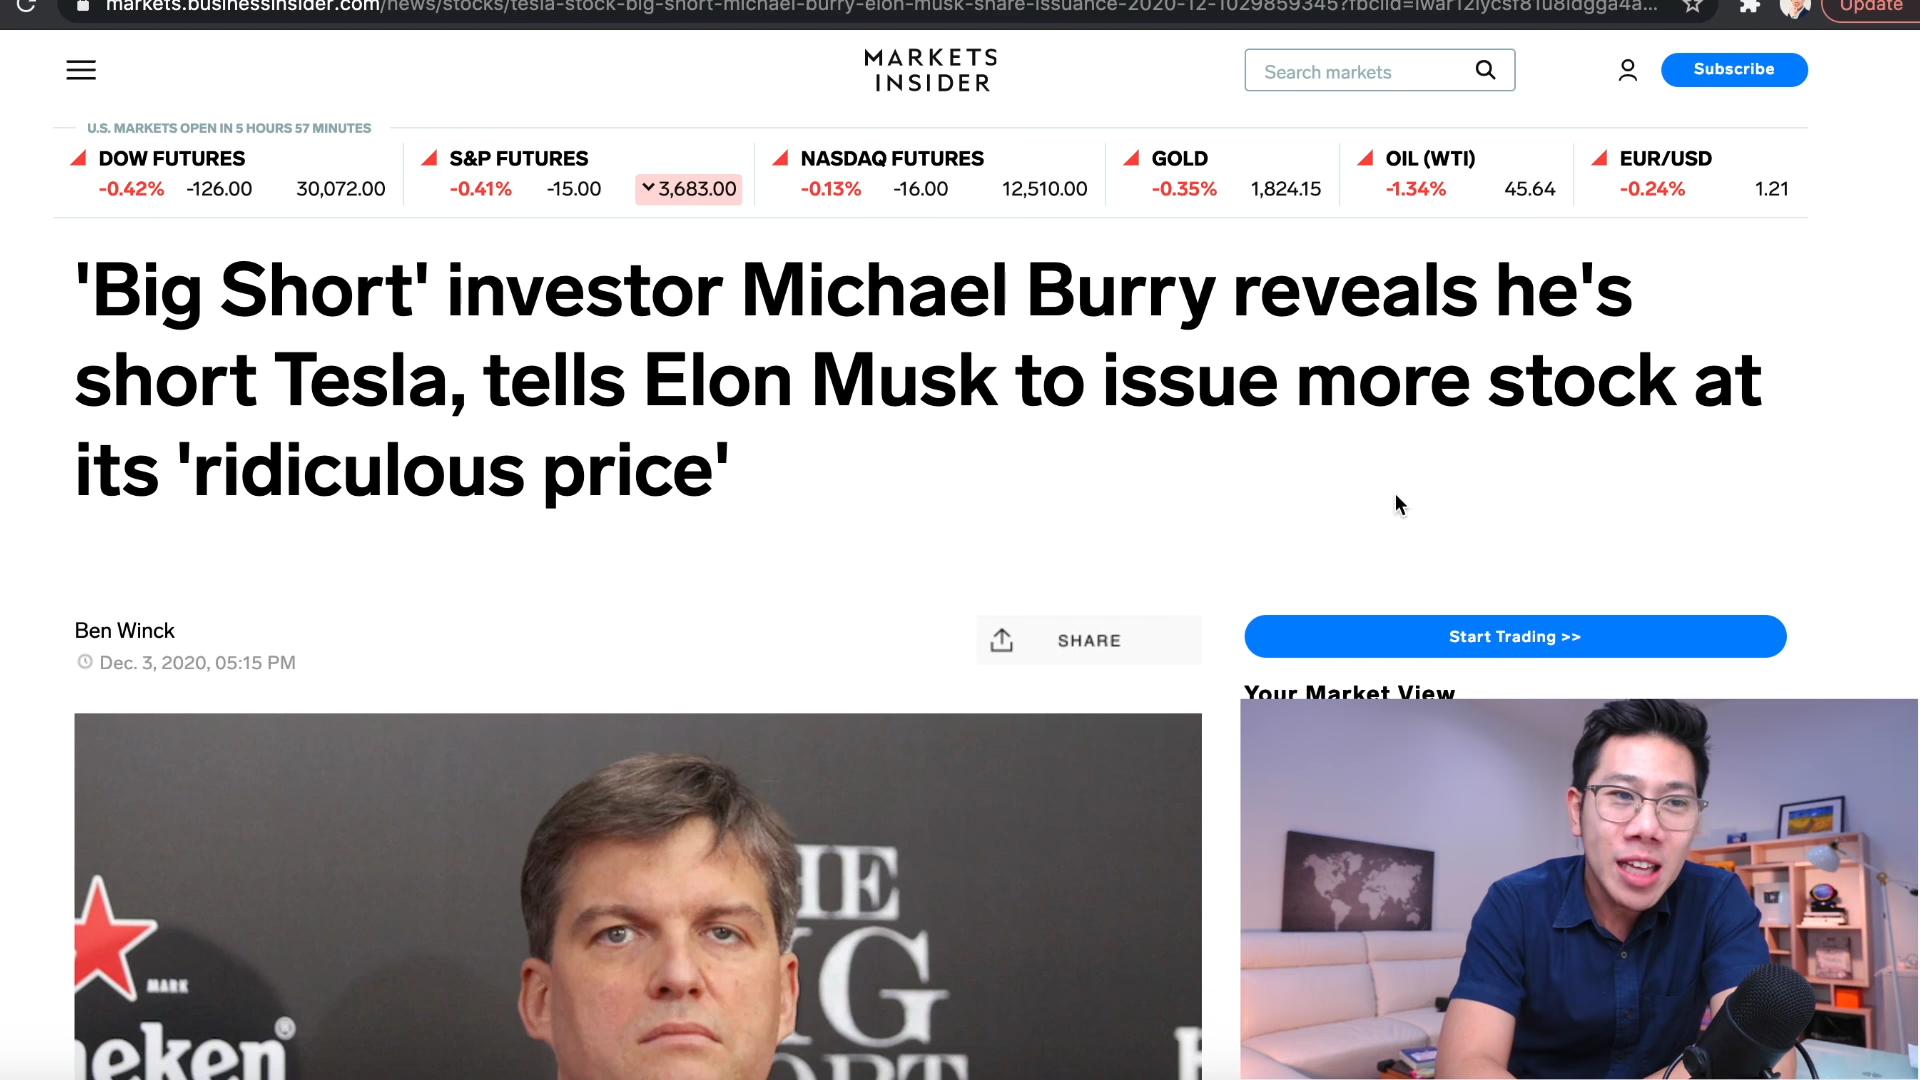 markets.businessinsider.com/news/stocks/tesla-stock-big-short-michael-burry-elon-musk-share-issuance-2020-12-1029859345?fbclid=
Update
MARKETS
INSIDER
Search markets
Subscribe
U.S. MARKETS OPEN IN 5 HOURS 57 MINUTES
DOW FUTURES
-0.42% -126.00 30,072.00
S&P FUTURES
-0.41% -15.00 3,683.00
NASDAQ FUTURES
-0.13% -16.00 12,510.00
GOLD
-0.35% 1,824.15
OIL (WTI)
-1.34% 45.64
EUR/USD
-0.24% 1.21
'Big Short' investor Michael Burry reveals he's
short Tesla, tells Elon Musk to issue more stock at
its 'ridiculous price'
Ben Winck
Dec. 3, 2020, 05:15 PM
SHARE
Start Trading >>
Your Market View
MARK